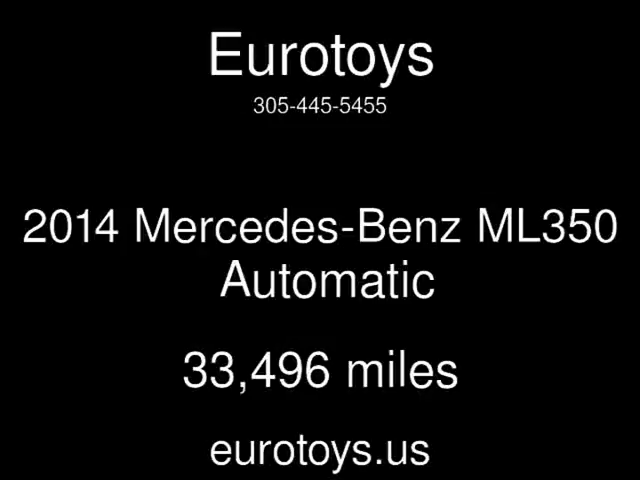 Eurotoys
305-445-5455
2014 Mercedes-Benz ML350
Automatic
33,496 miles
eurotoys.us